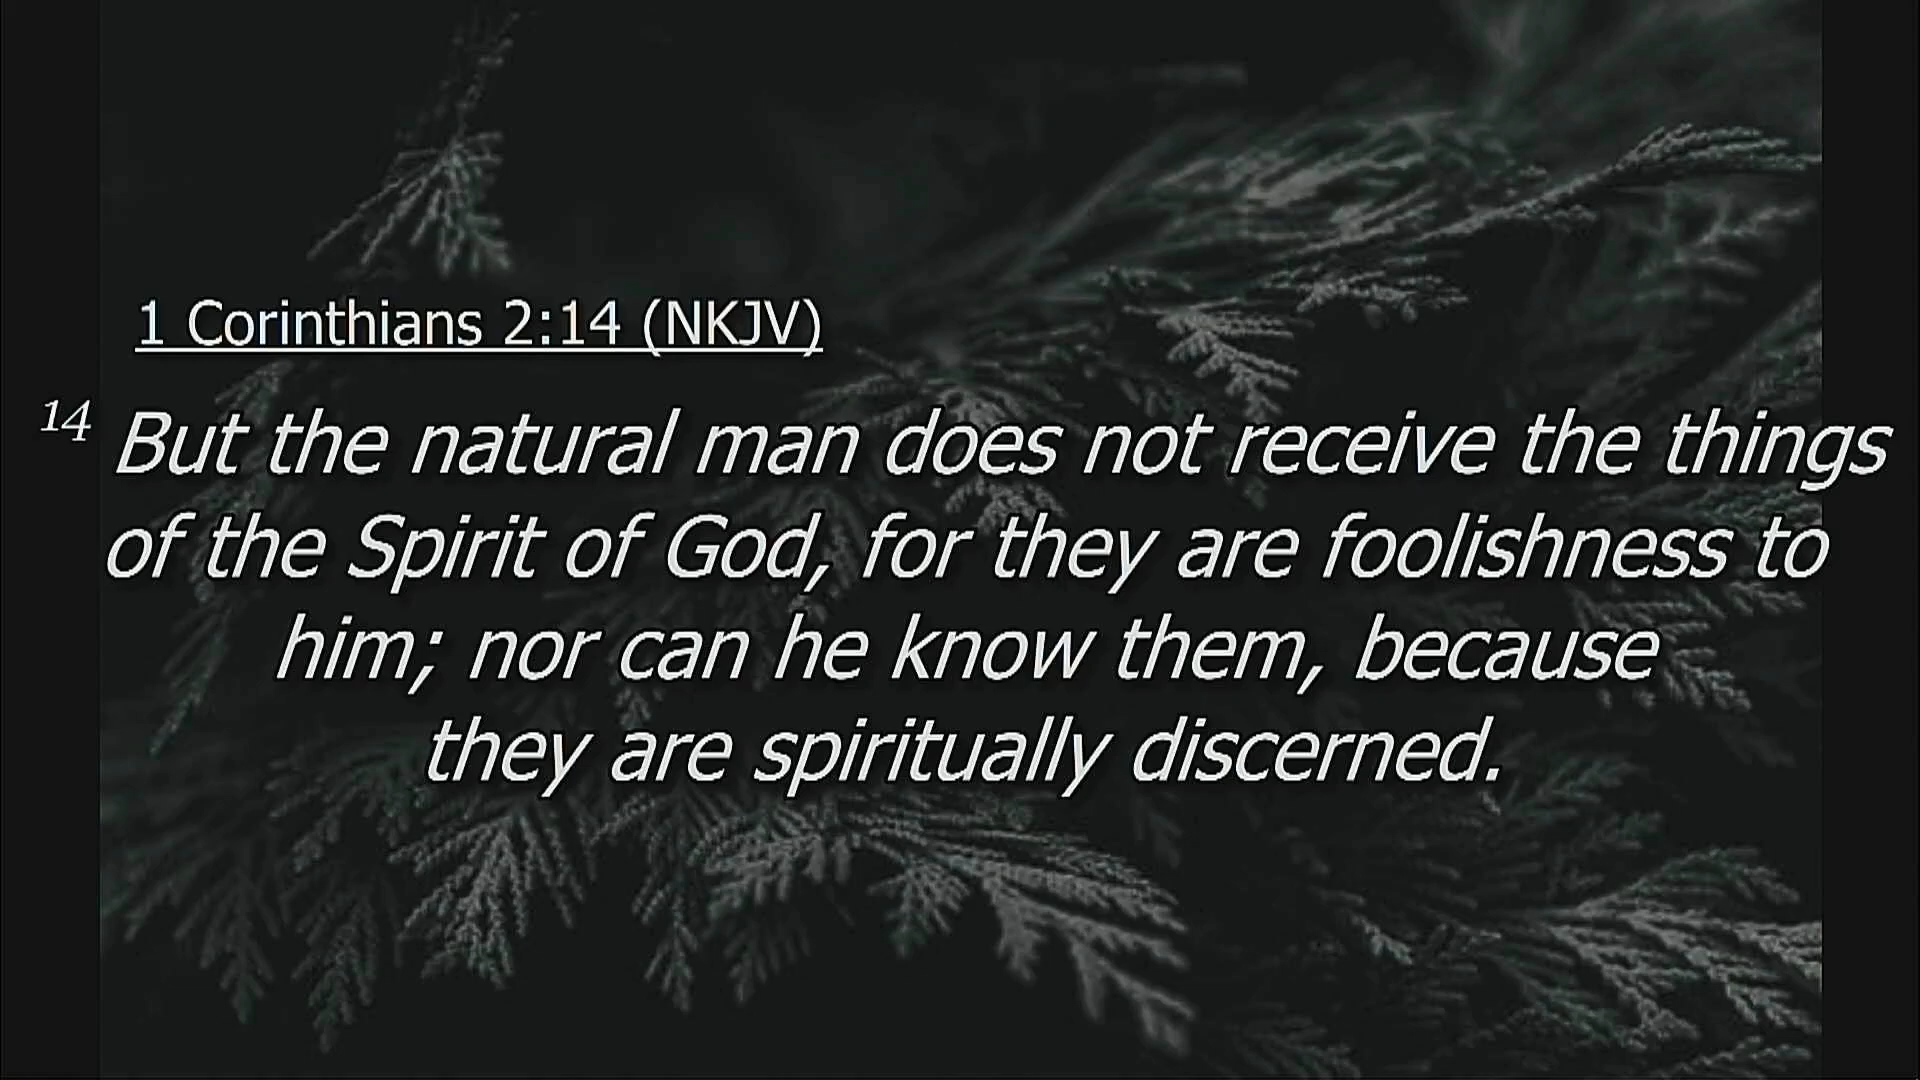 1 Corinthians 2:14 (NKJV)
14 But the natural man does not receive the things
of the Spirit of God, for they are foolishness to
him; nor can he know them, because
they are spiritually discerned.